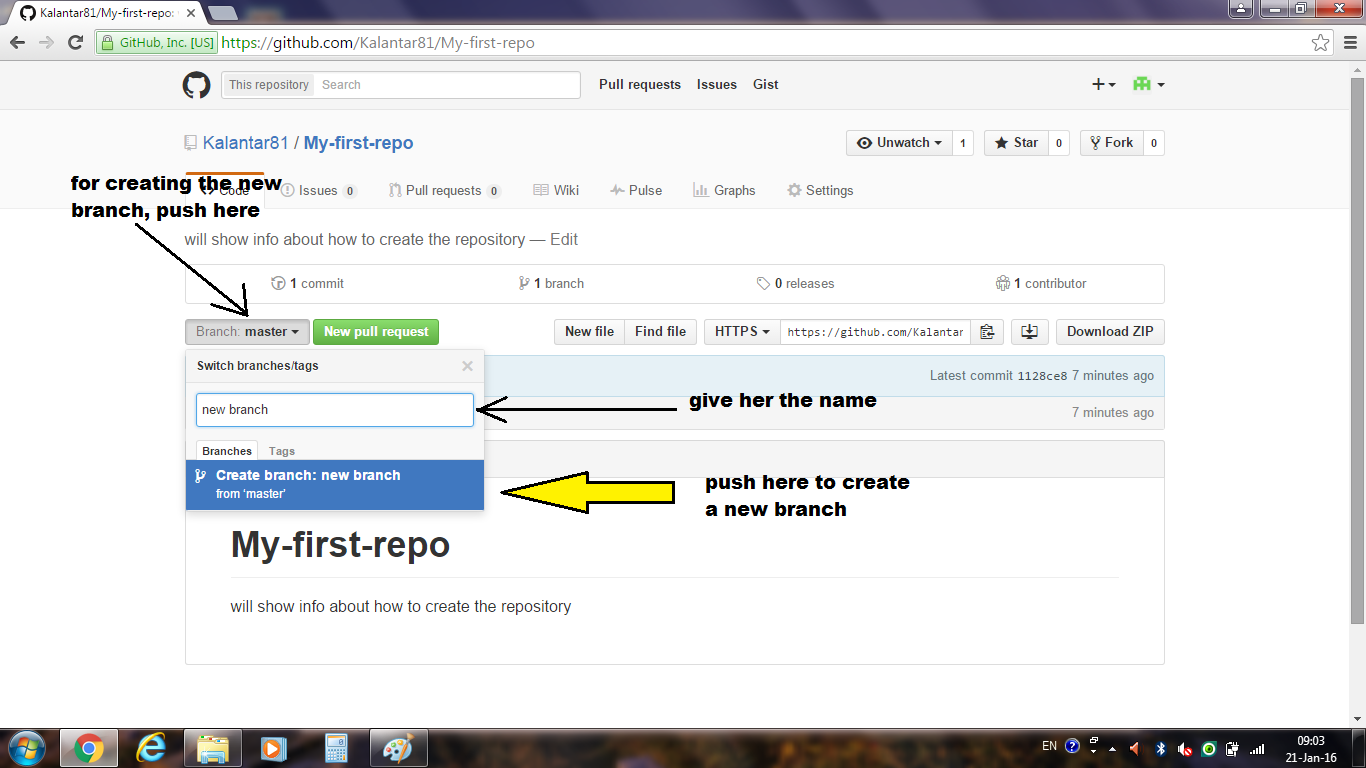 Kalantar81/My-first-repo:
GitHub, Inc. [US] https://github.com/Kalantar81/My-first-repo
This repository Search Pull requests Issues Gist
Kalantar81 / My-first-repo Unwatch 1 Star 0 Fork 0
for creating the new
branch, push here
Code Issues 0 Pull requests 0 Wiki Pulse Graphs Settings
will show info about how to create the repository — Edit
1 commit 1 branch 0 releases 1 contributor
Branch: master New pull request New file Find file HTTPS https://github.com/Kalantar Download ZIP
Switch branches/tags
Latest commit 1128ce8 7 minutes ago
new branch
give her the name
7 minutes ago
Branches Tags
Create branch: new branch
from ‘master’
push here to create
a new branch
My-first-repo
will show info about how to create the repository
EN 09:03
21-Jan-16